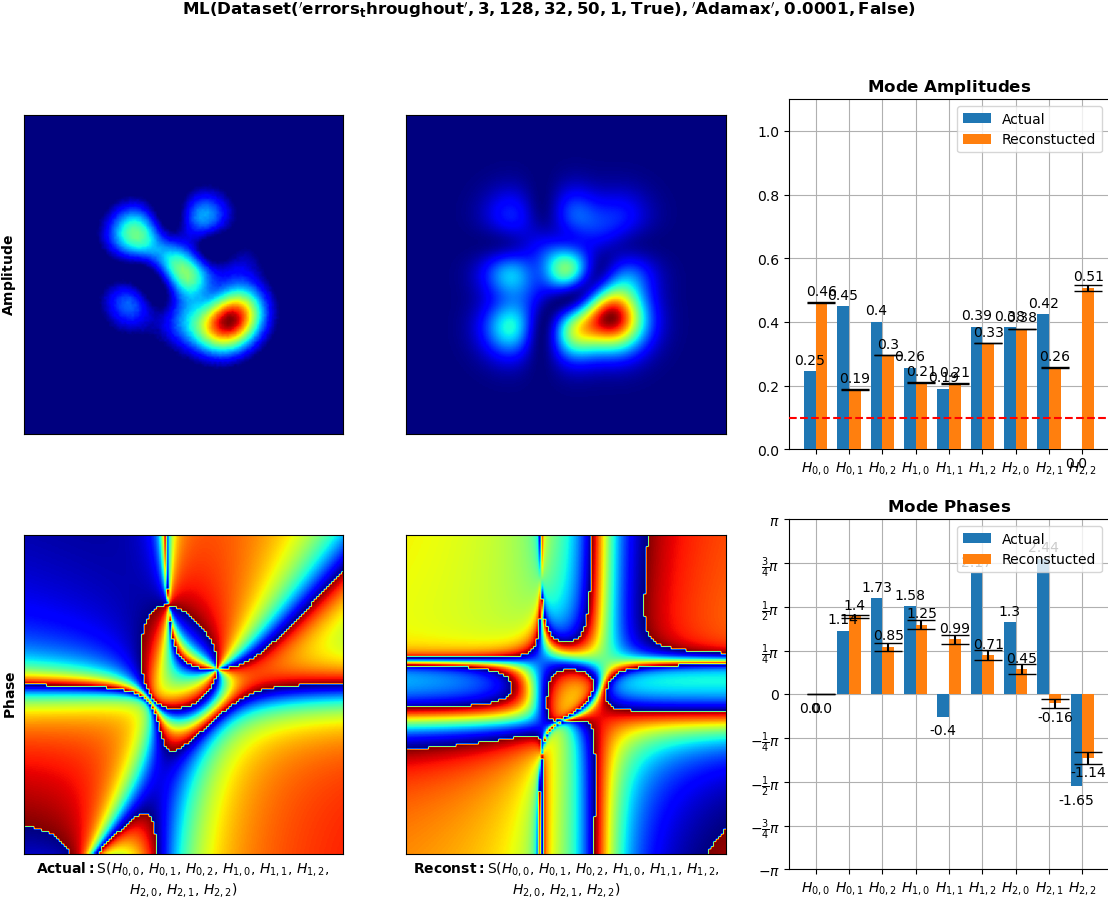 ML(Dataset('errors_throughout', 3, 128, 32, 50, 1, True), 'Adamax', 0.0001, False)
Amplitude
Mode Amplitudes
Actual
Reconstucted
1.0
0.8
0.6
0.4
0.2
0.0
0.25
0.46
0.45
0.19
0.4
0.3
0.26
0.21
0.19
0.21
0.39
0.33
0.38
0.38
0.42
0.26
0.0
0.51
H0,0 H0,1 H0,2 H1,0 H1,1 H1,2 H2,0 H2,1 H2,2
Phase
Mode Phases
Actual
Reconstucted
π
3/4π
1/2π
1/4π
0
−1/4π
−1/2π
−3/4π
−π
0.0
0.0
1.14
1.4
1.73
0.85
1.58
1.25
-0.4
0.99
0.71
1.3
0.45
2.44
-0.16
-1.65
-1.14
H0,0 H0,1 H0,2 H1,0 H1,1 H1,2 H2,0 H2,1 H2,2
Actual: S(H0,0, H0,1, H0,2, H1,0, H1,1, H1,2,
H2,0, H2,1, H2,2)
Reconst: S(H0,0, H0,1, H0,2, H1,0, H1,1, H1,2,
H2,0, H2,1, H2,2)